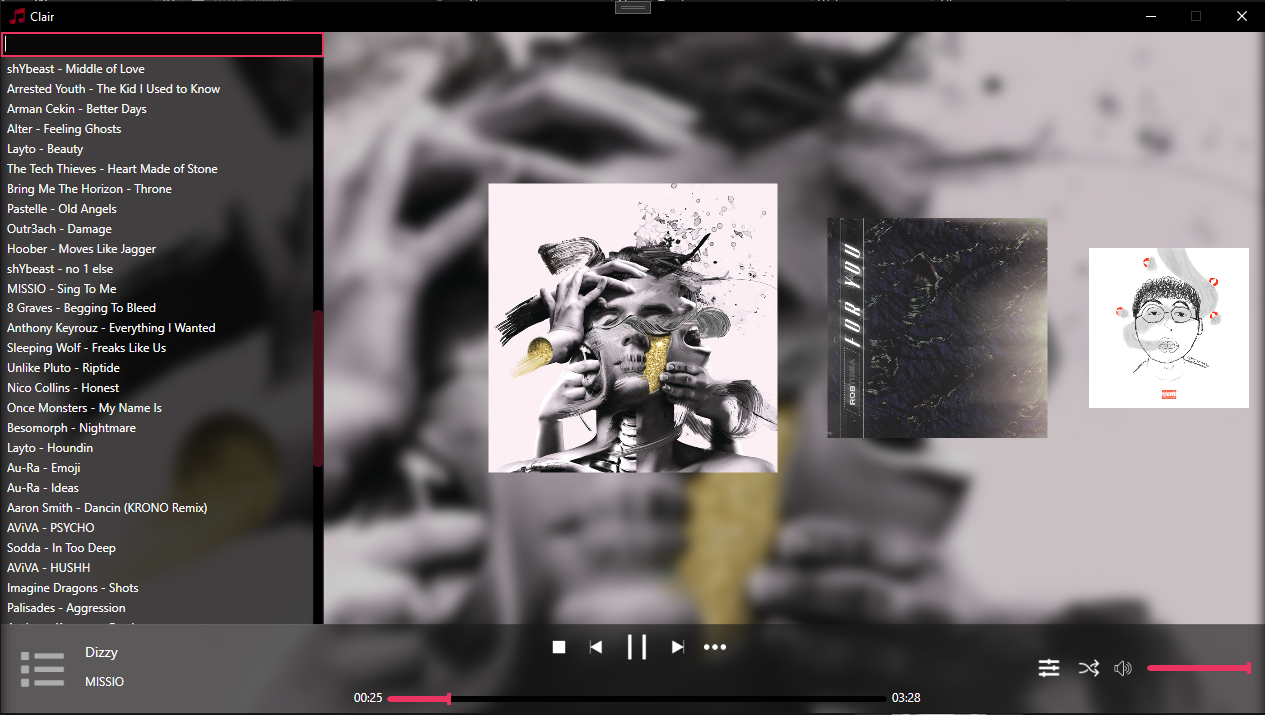 Clair
shYbeast - Middle of Love
Arrested Youth - The Kid I Used to Know
Arman Cekin - Better Days
Alter - Feeling Ghosts
Layto - Beauty
The Tech Thieves - Heart Made of Stone
Bring Me The Horizon - Throne
Pastelle - Old Angels
Outr3ach - Damage
Hoober - Moves Like Jagger
shYbeast - no 1 else
MISSIO - Sing To Me
8 Graves - Begging To Bleed
Anthony Keyrouz - Everything I Wanted
Sleeping Wolf - Freaks Like Us
Unlike Pluto - Riptide
Nico Collins - Honest
Once Monsters - My Name Is
Besomorph - Nightmare
Layto - Houndin
Au-Ra - Emoji
Au-Ra - Ideas
Aaron Smith - Dancin (KRONO Remix)
AViVA - PSYCHO
Sodda - In Too Deep
AViVA - HUSHH
Imagine Dragons - Shots
Palisades - Aggression
FOR YOU
ROB
Dizzy
MISSIO
00:25
03:28